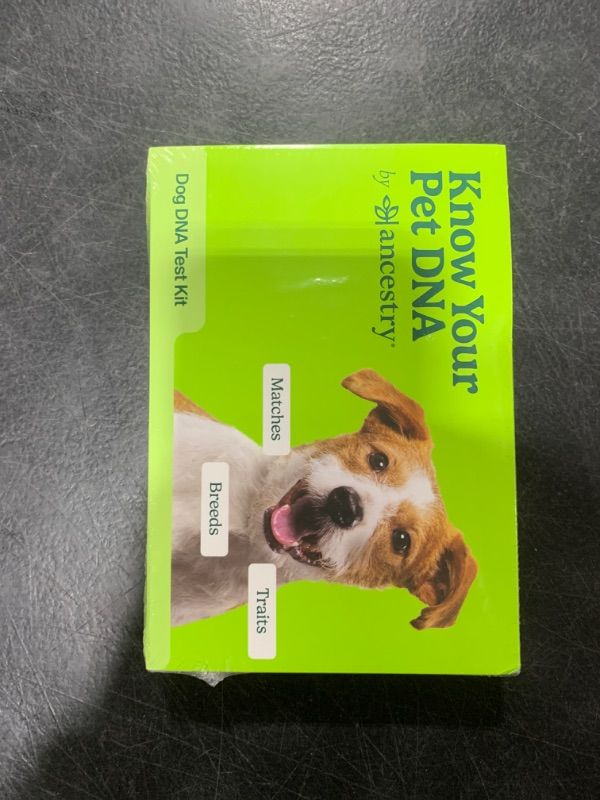 Know Your
Pet DNA
by ancestry®
Matches
Breeds
Traits
Dog DNA Test Kit